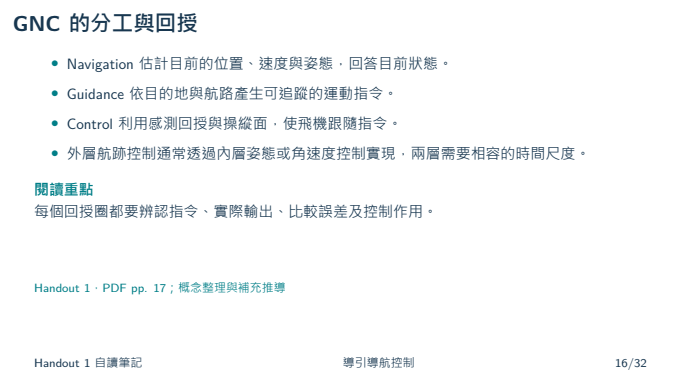 GNC 的分工與回授
• Navigation 估計目前的位置、速度與姿態，回答目前狀態。
• Guidance 依目的地與航路產生可追蹤的運動指令。
• Control 利用感測回授與操縱面，使飛機跟隨指令。
• 外層航跡控制通常透過內層姿態或角速度控制實現，兩層需要相容的時間尺度。
閱讀重點
每個回授圈都要辨認指令、實際輸出、比較誤差及控制作用。
Handout 1 · PDF pp. 17；概念整理與補充推導
Handout 1 自讀筆記 導引導航控制 16/32